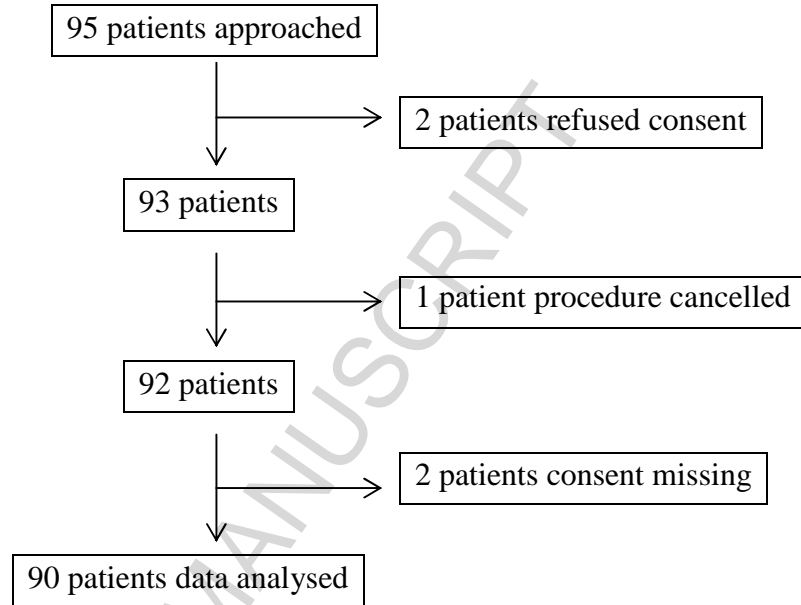 95 patients approached
2 patients refused consent
93 patients
1 patient procedure cancelled
92 patients
2 patients consent missing
90 patients data analysed
MANUSCRIPT